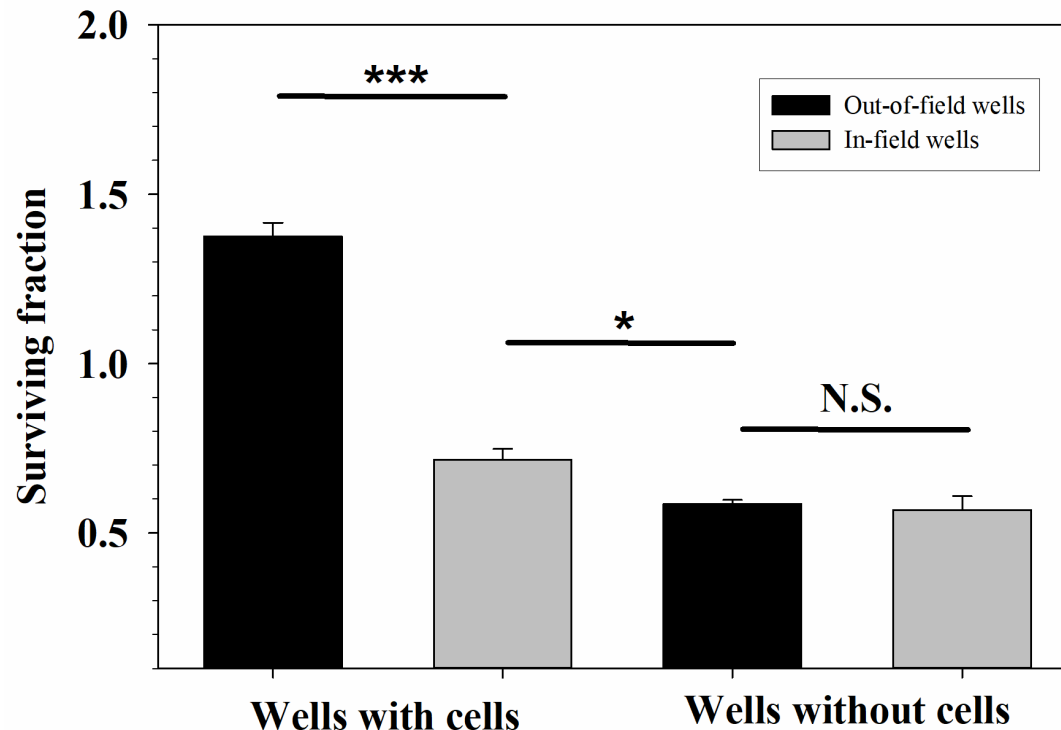 2.0
1.5
1.0
0.5
Surviving fraction
***
*
N.S.
Out-of-field wells
In-field wells
Wells with cells
Wells without cells